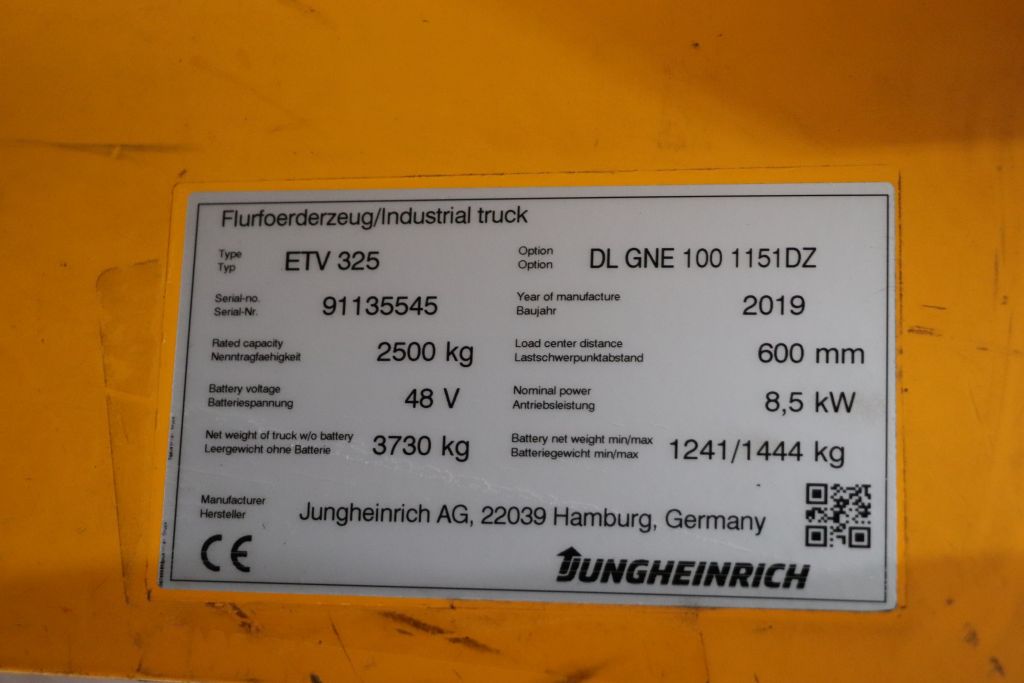 Flurfoerderzeug/Industrial truck
Type
Typ
ETV 325
Option
Option
DL GNE 100 1151DZ
Serial-no.
Serial-Nr.
91135545
Year of manufacture
Baujahr
2019
Rated capacity
Nenntragfaehigkeit
2500 kg
Load center distance
Lastschwerpunktabstand
600 mm
Battery voltage
Batteriespannung
48 V
Nominal power
Antriebsleistung
8,5 kW
Net weight of truck w/o battery
Leergewicht ohne Batterie
3730 kg
Battery net weight min/max
Batteriegewicht min/max
1241/1444 kg
Manufacturer
Hersteller
Jungheinrich AG, 22039 Hamburg, Germany
CE
JUNGHEINRICH